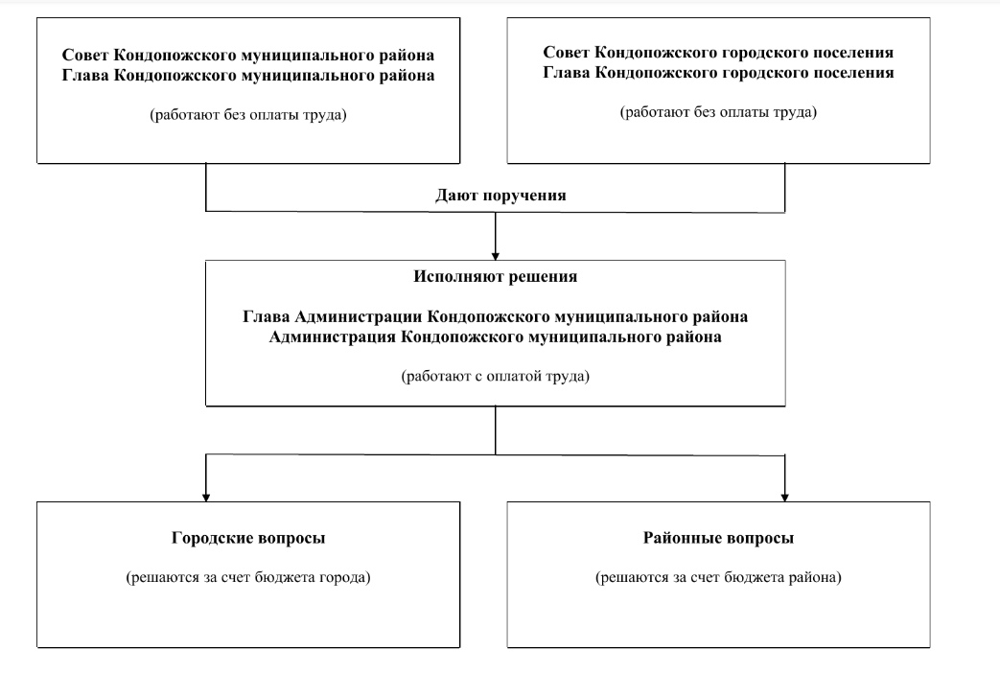 Совет Кондопожского муниципального района
Глава Кондопожского муниципального района
(работают без оплаты труда)
Совет Кондопожского городского поселения
Глава Кондопожского городского поселения
(работают без оплаты труда)
Дают поручения
Исполняют решения
Глава Администрации Кондопожского муниципального района
Администрация Кондопожского муниципального района
(работают с оплатой труда)
Городские вопросы
(решаются за счет бюджета города)
Районные вопросы
(решаются за счет бюджета района)